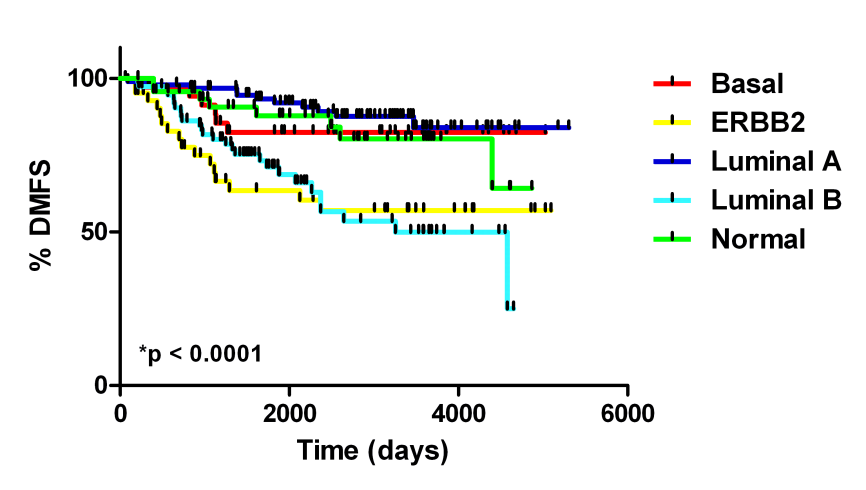 % DMFS
100
50
0
*p < 0.0001
0 2000 4000 6000
Time (days)
Basal
ERBB2
Luminal A
Luminal B
Normal